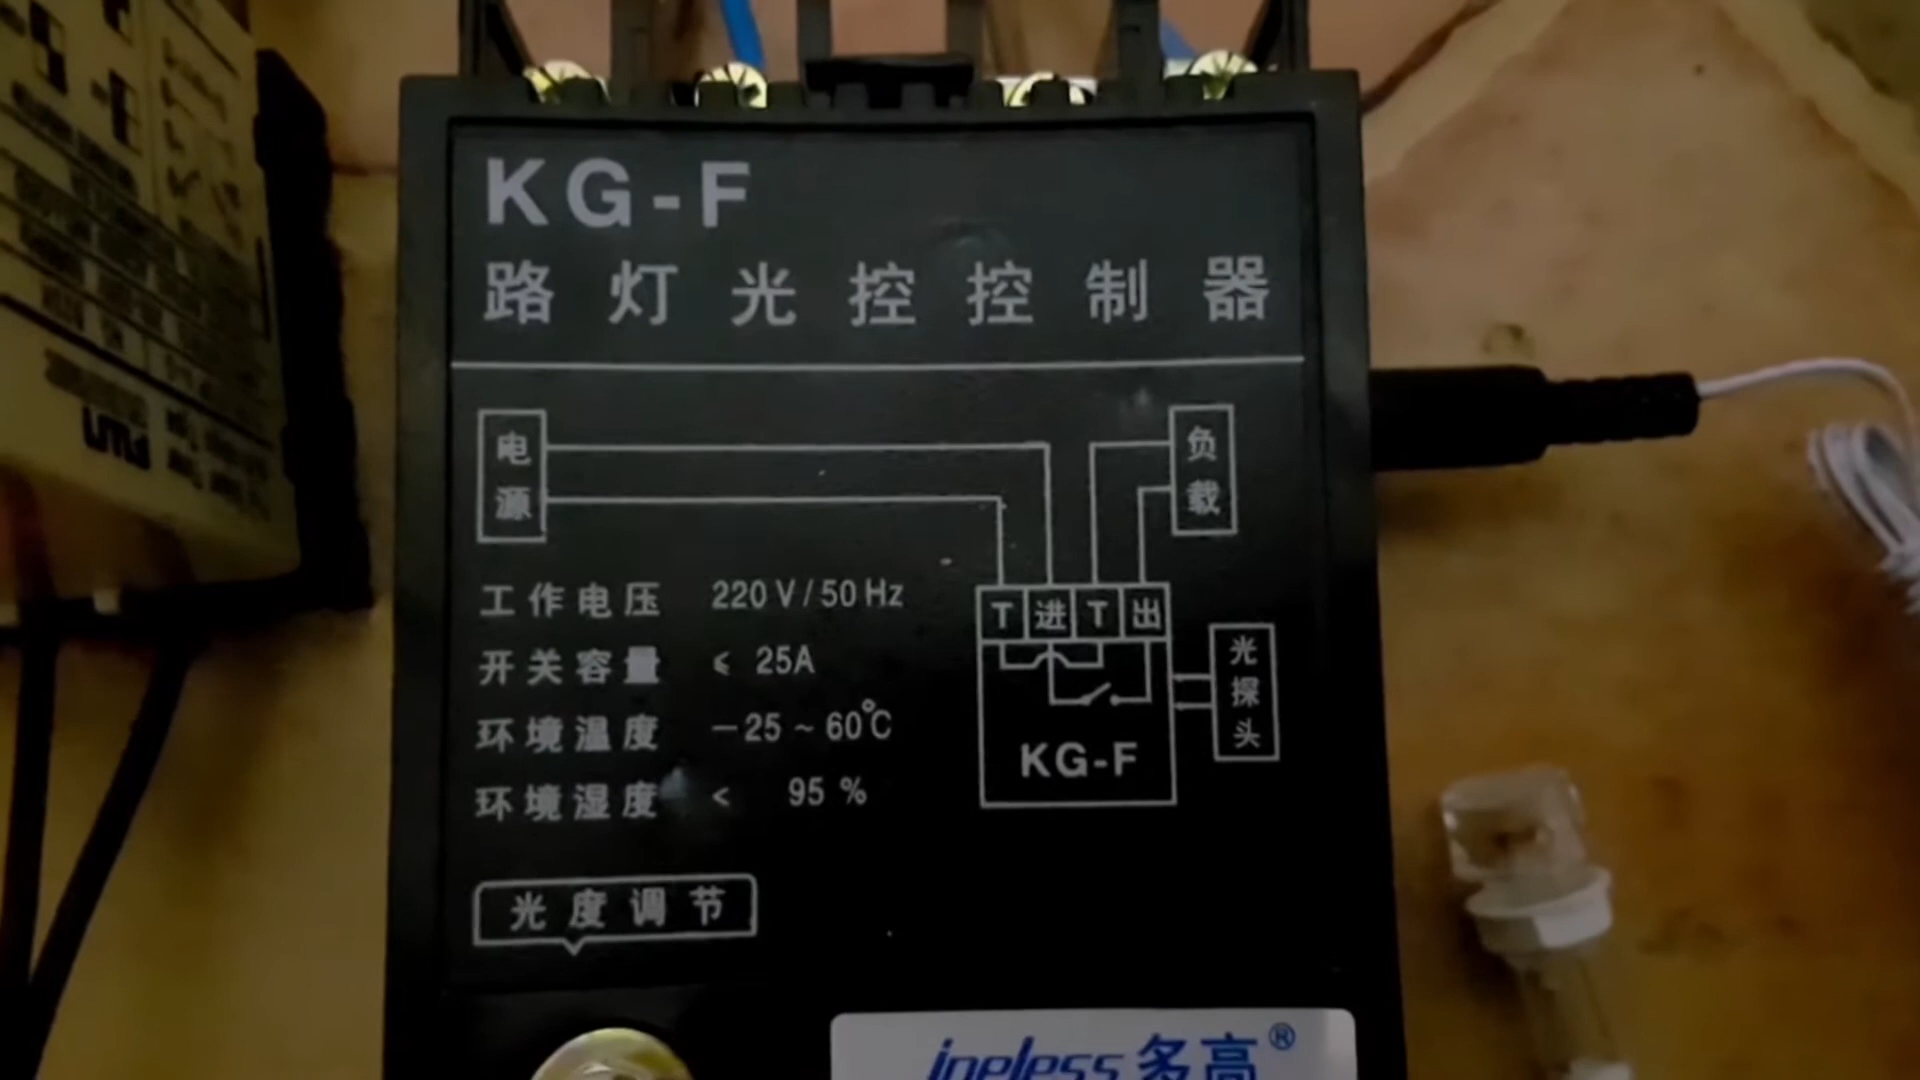 KG-F
路灯光控控制器
电源
负载
工作电压 220V/50Hz
开关容量 ≤ 25A
环境温度 -25~60℃
环境湿度 < 95%
T 进 T 出
光探头
KG-F
光度调节
多高®